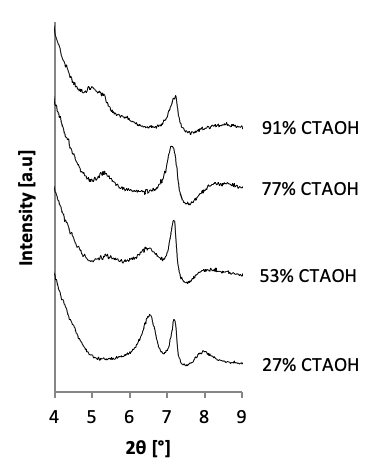 Intensity [a.u]
91% CTAOH
77% CTAOH
53% CTAOH
27% CTAOH
4 5 6 7 8 9
2θ [°]